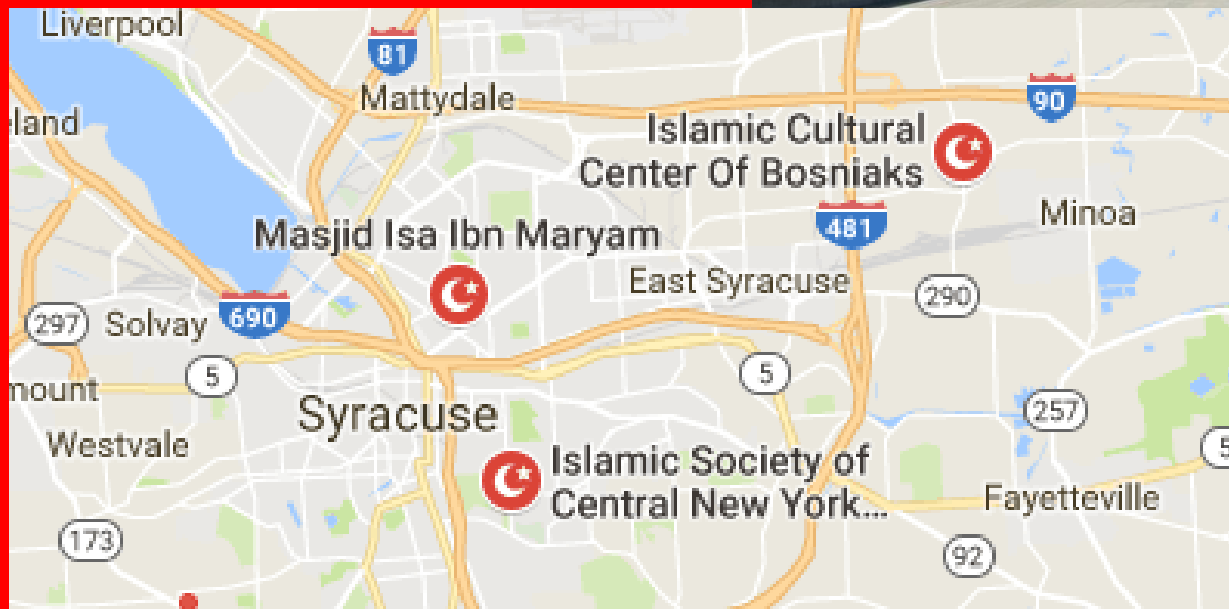 Liverpool
81
Mattydale
90
eland
Islamic Cultural
Center Of Bosniaks
Minoa
481
Masjid Isa Ibn Maryam
East Syracuse
290
297
Solvay
690
5
5
mount
257
Syracuse
Westvale
5
Islamic Society of
Central New York...
Fayetteville
173
92